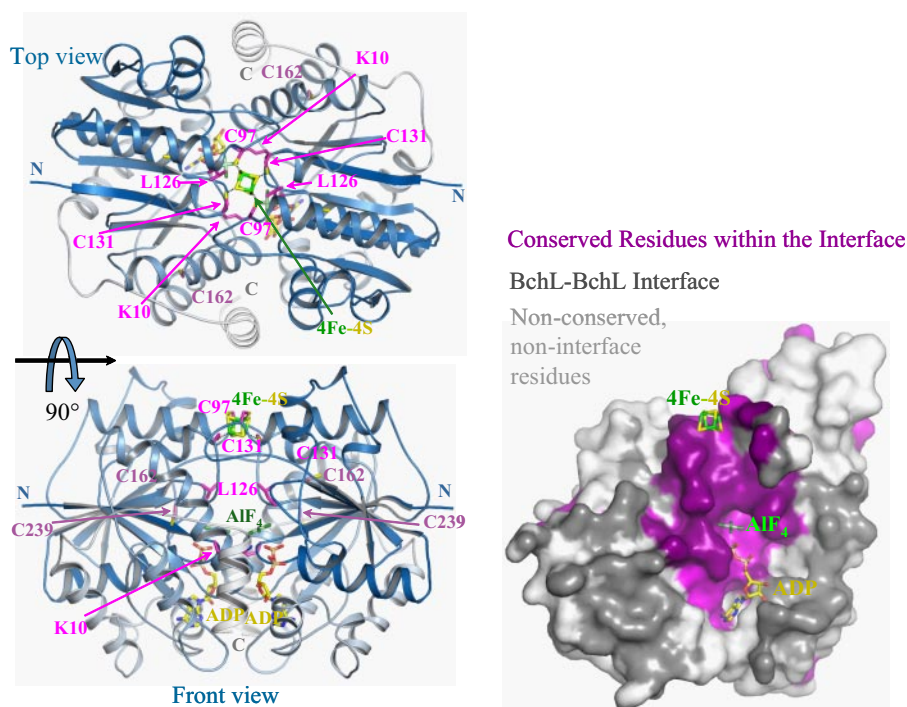 Top view
K10
C
C162
C97
C131
L126
L126
N
N
C131
C97
C162
C
K10
4Fe-4S
90°
4Fe-4S
C97
C131
C131
C162
C162
L126
N
N
C239
AlF4
C239
K10
ADP
ADP
C
Front view
Conserved Residues within the Interface
BchL-BchL Interface
Non-conserved,
non-interface
residues
4Fe-4S
AlF4
ADP